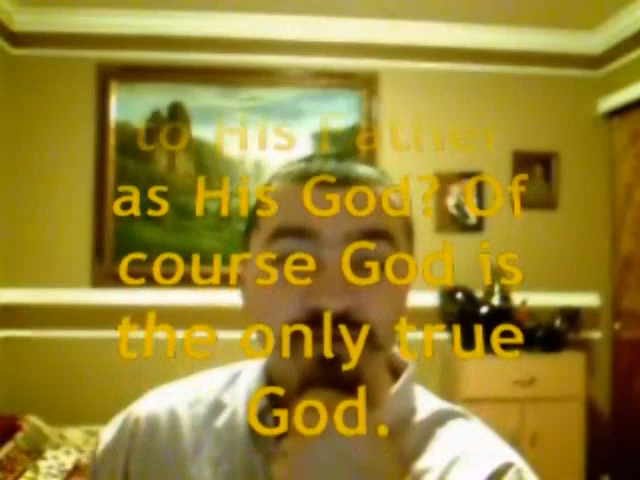 to His Father
as His God? Of
course God is
the only true
God.